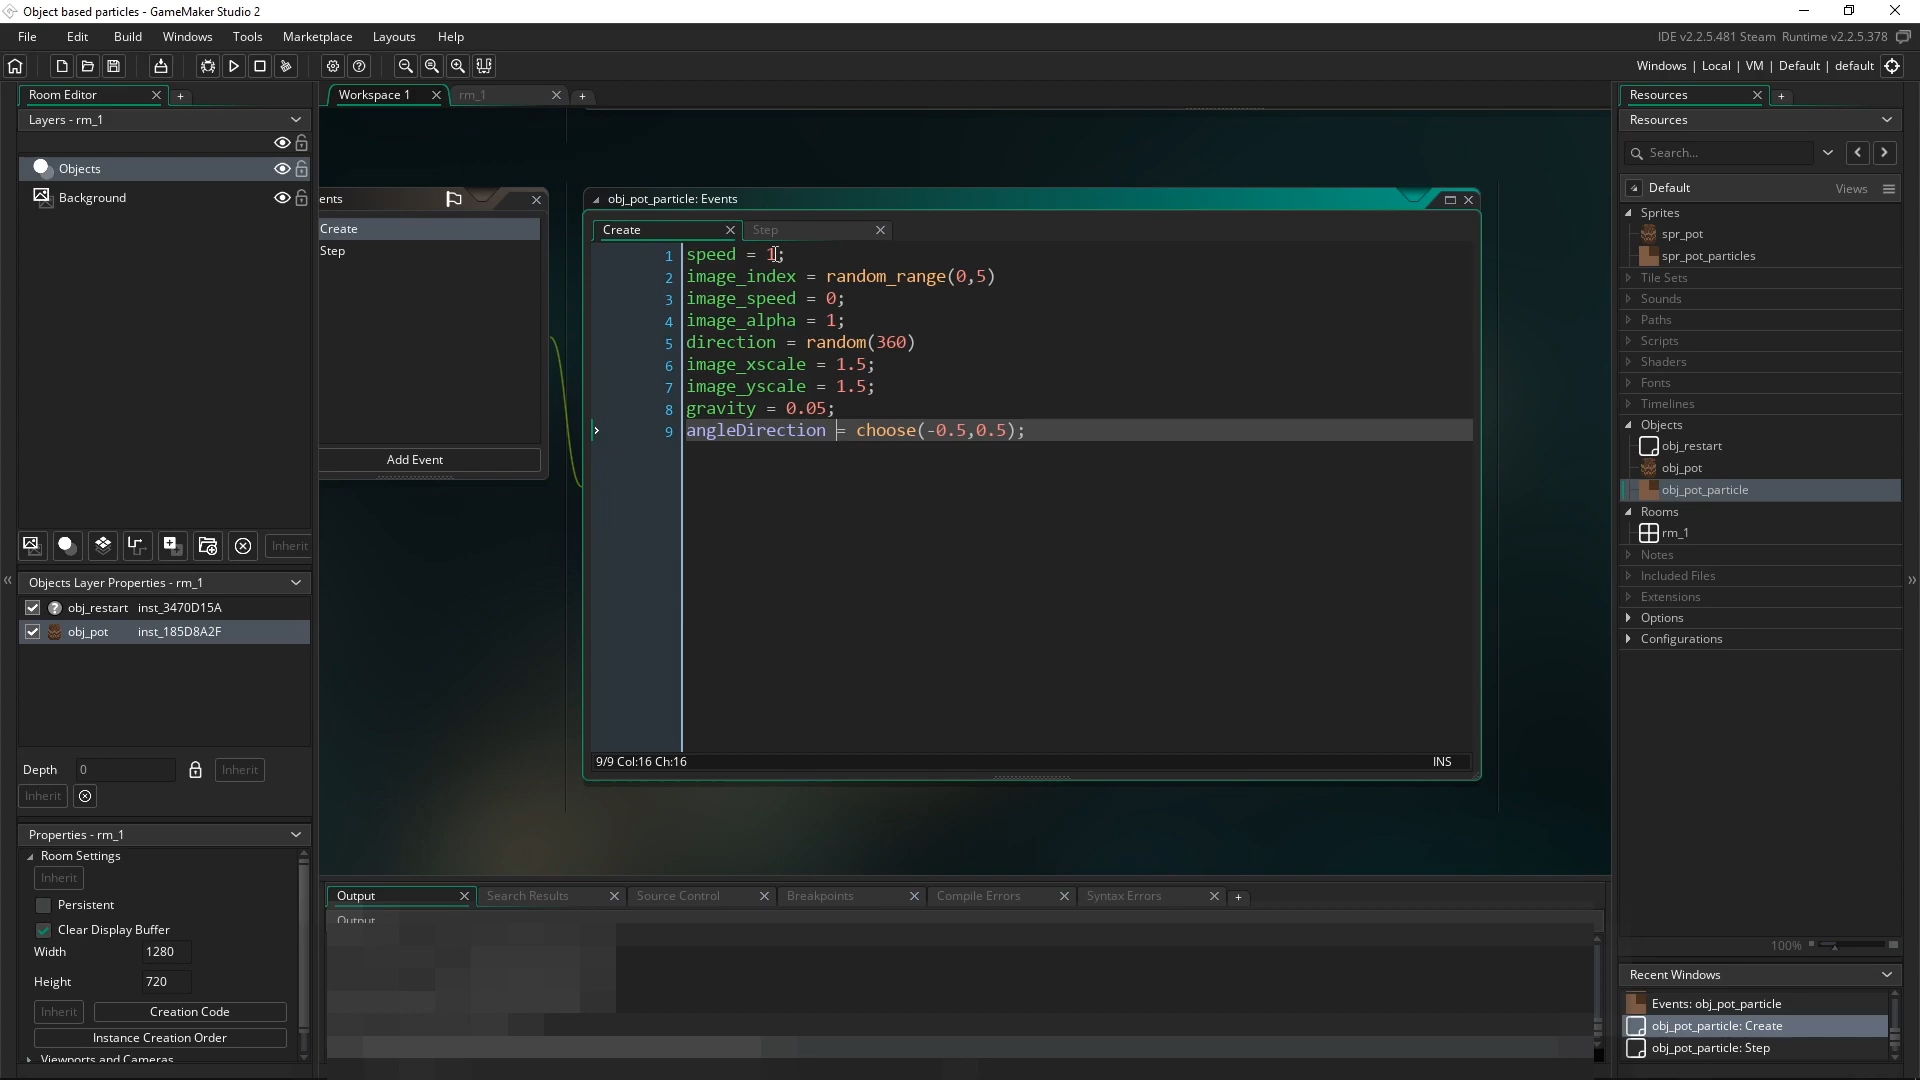 Object based particles - GameMaker Studio 2
File Edit Build Windows Tools Marketplace Layouts Help
IDE v2.2.5.481 Steam Runtime v2.2.5.378
Windows | Local | VM | Default | default
Room Editor
Layers - rm_1
Objects
Background
Inherit
Objects Layer Properties - rm_1
obj_restart inst_3470D15A
obj_pot inst_185D8A2F
Depth 0 Inherit
Inherit
Properties - rm_1
Room Settings
Inherit
Persistent
Clear Display Buffer
Width 1280
Height 720
Inherit Creation Code
Instance Creation Order
Viewports and Cameras
Workspace 1 rm_1
ents
Create
Step
Add Event
obj_pot_particle: Events
Create Step
1 speed = 1;
2 image_index = random_range(0,5)
3 image_speed = 0;
4 image_alpha = 1;
5 direction = random(360)
6 image_xscale = 1.5;
7 image_yscale = 1.5;
8 gravity = 0.05;
9 angleDirection = choose(-0.5,0.5);
9/9 Col:16 Ch:16 INS
Output Search Results Source Control Breakpoints Compile Errors Syntax Errors
Output
Resources
Resources
Search...
Default Views
Sprites
spr_pot
spr_pot_particles
Tile Sets
Sounds
Paths
Scripts
Shaders
Fonts
Timelines
Objects
obj_restart
obj_pot
obj_pot_particle
Rooms
rm_1
Notes
Included Files
Extensions
Options
Configurations
100%
Recent Windows
Events: obj_pot_particle
obj_pot_particle: Create
obj_pot_particle: Step